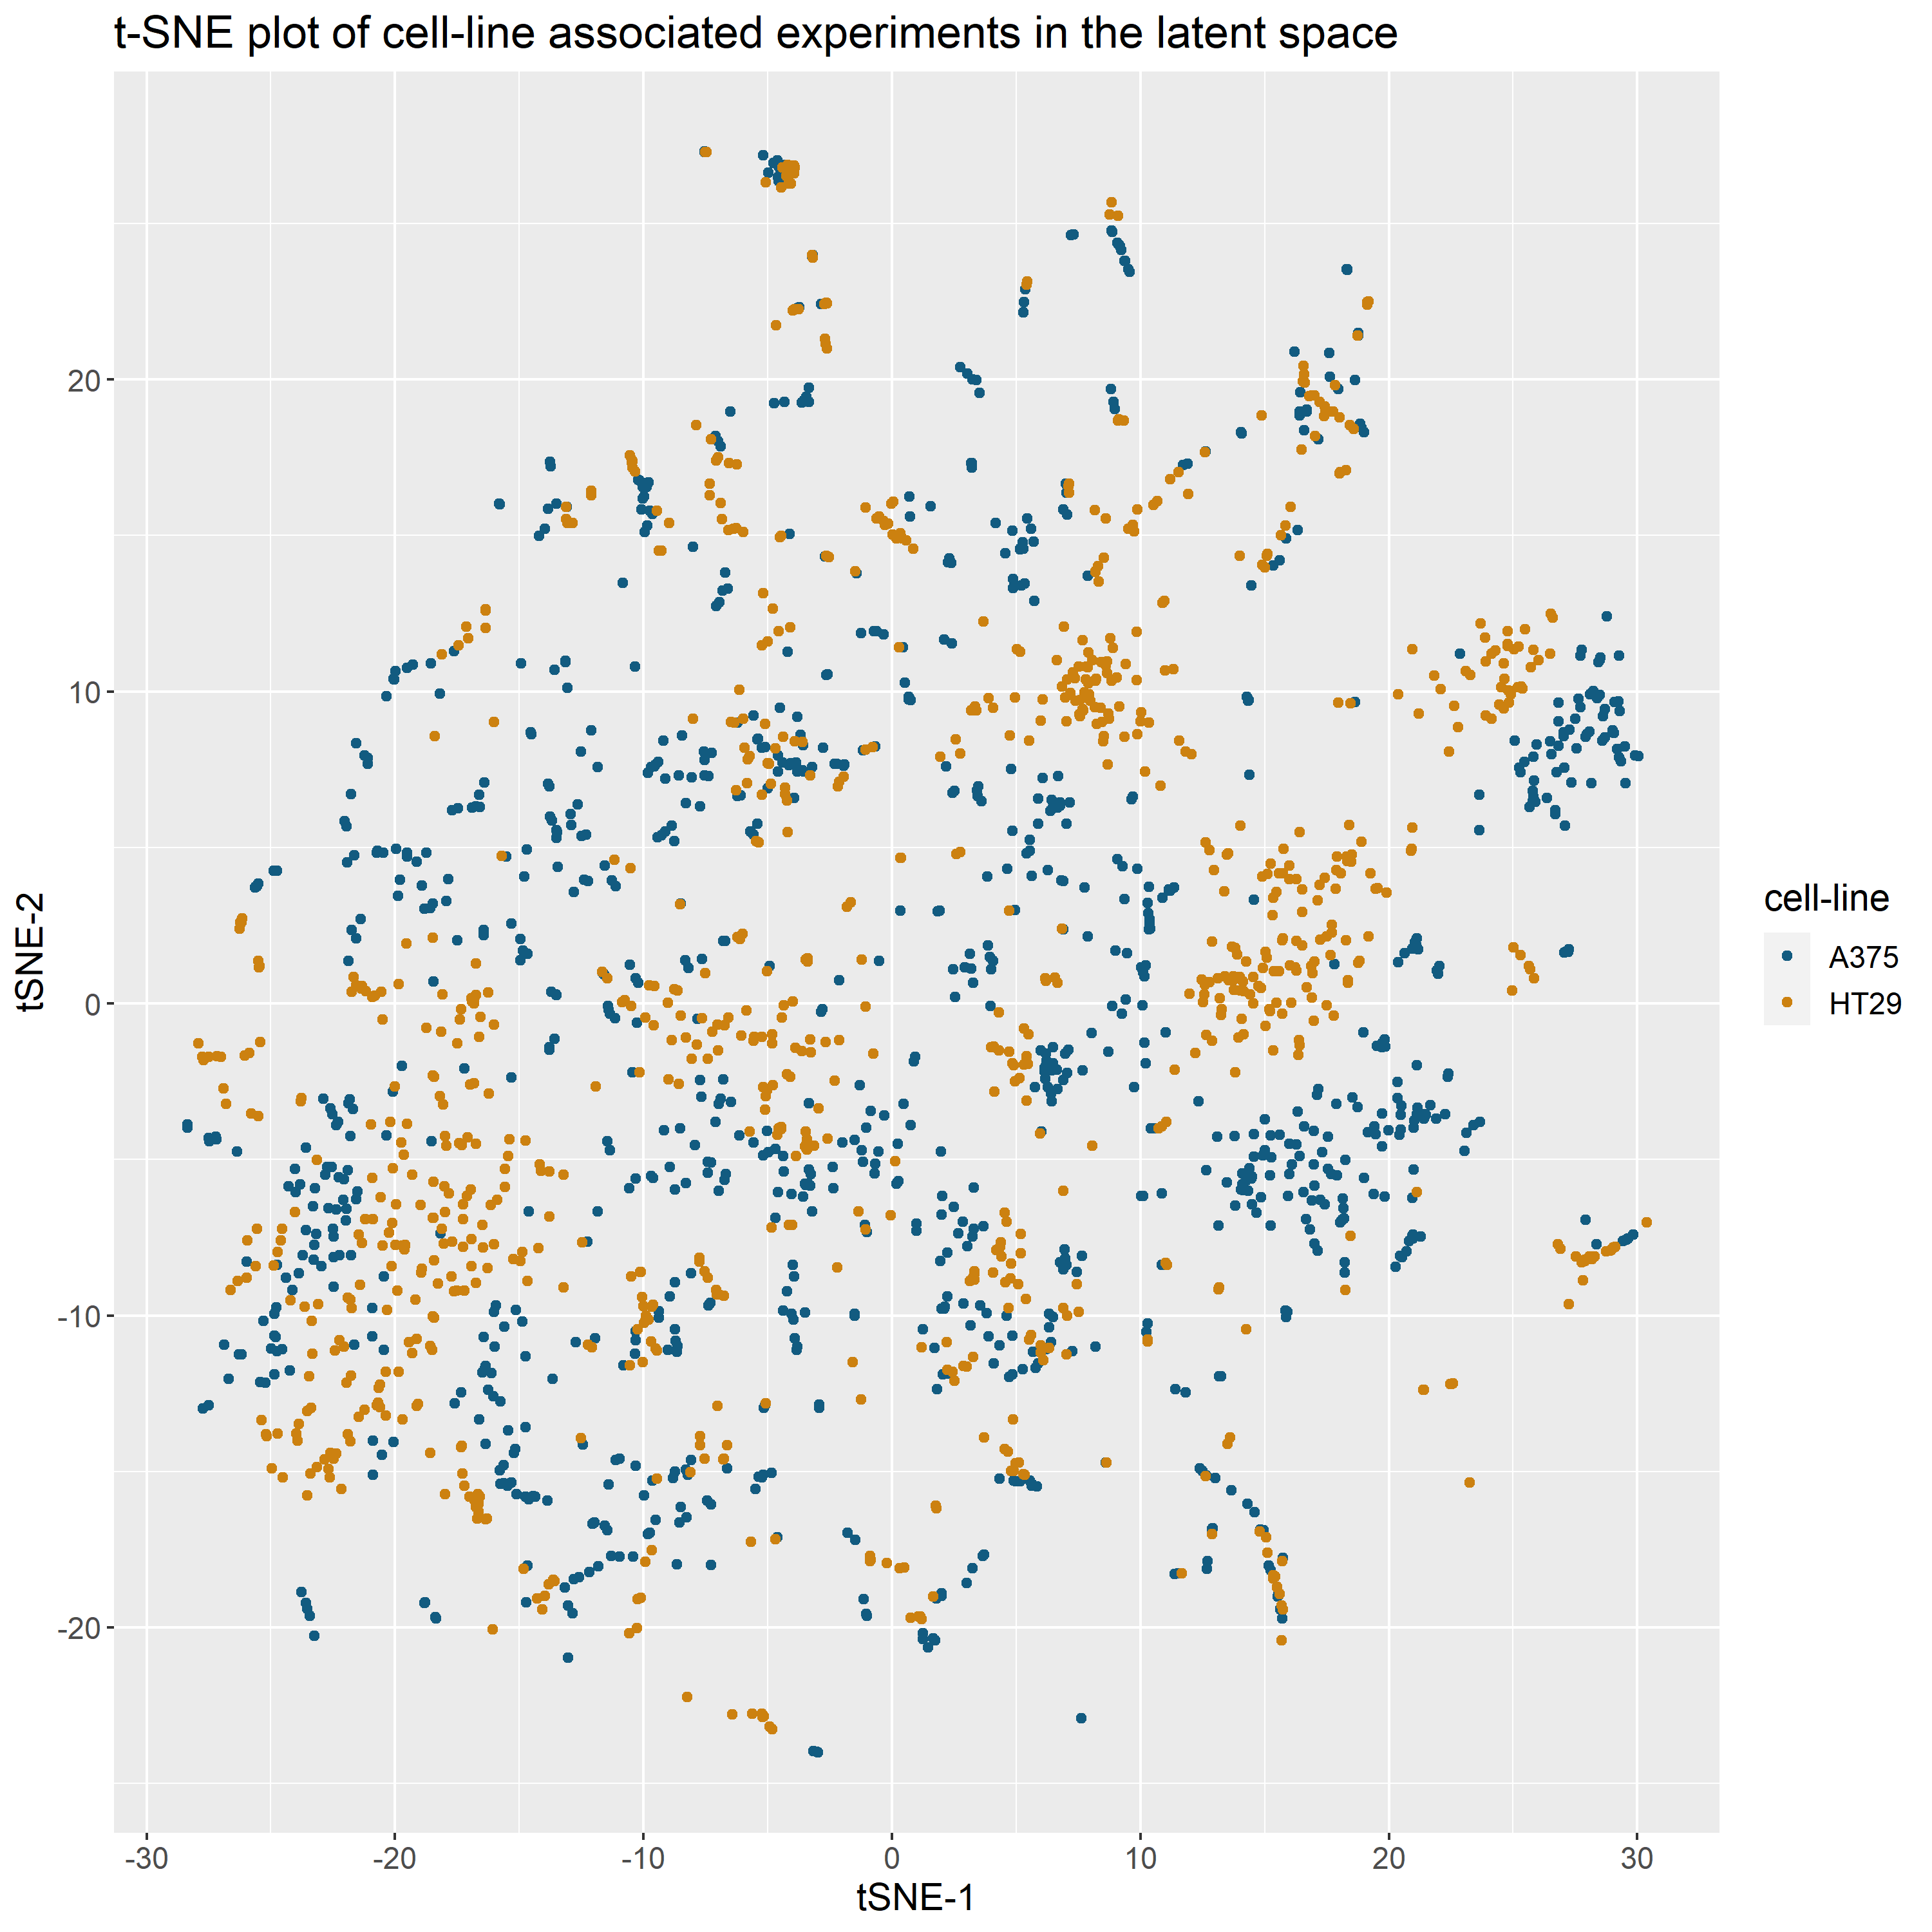 t-SNE plot of cell-line associated experiments in the latent space
tSNE-2
20
10
0
-10
-20
-30
-20
-10
0
10
20
30
tSNE-1
cell-line
A375
HT29